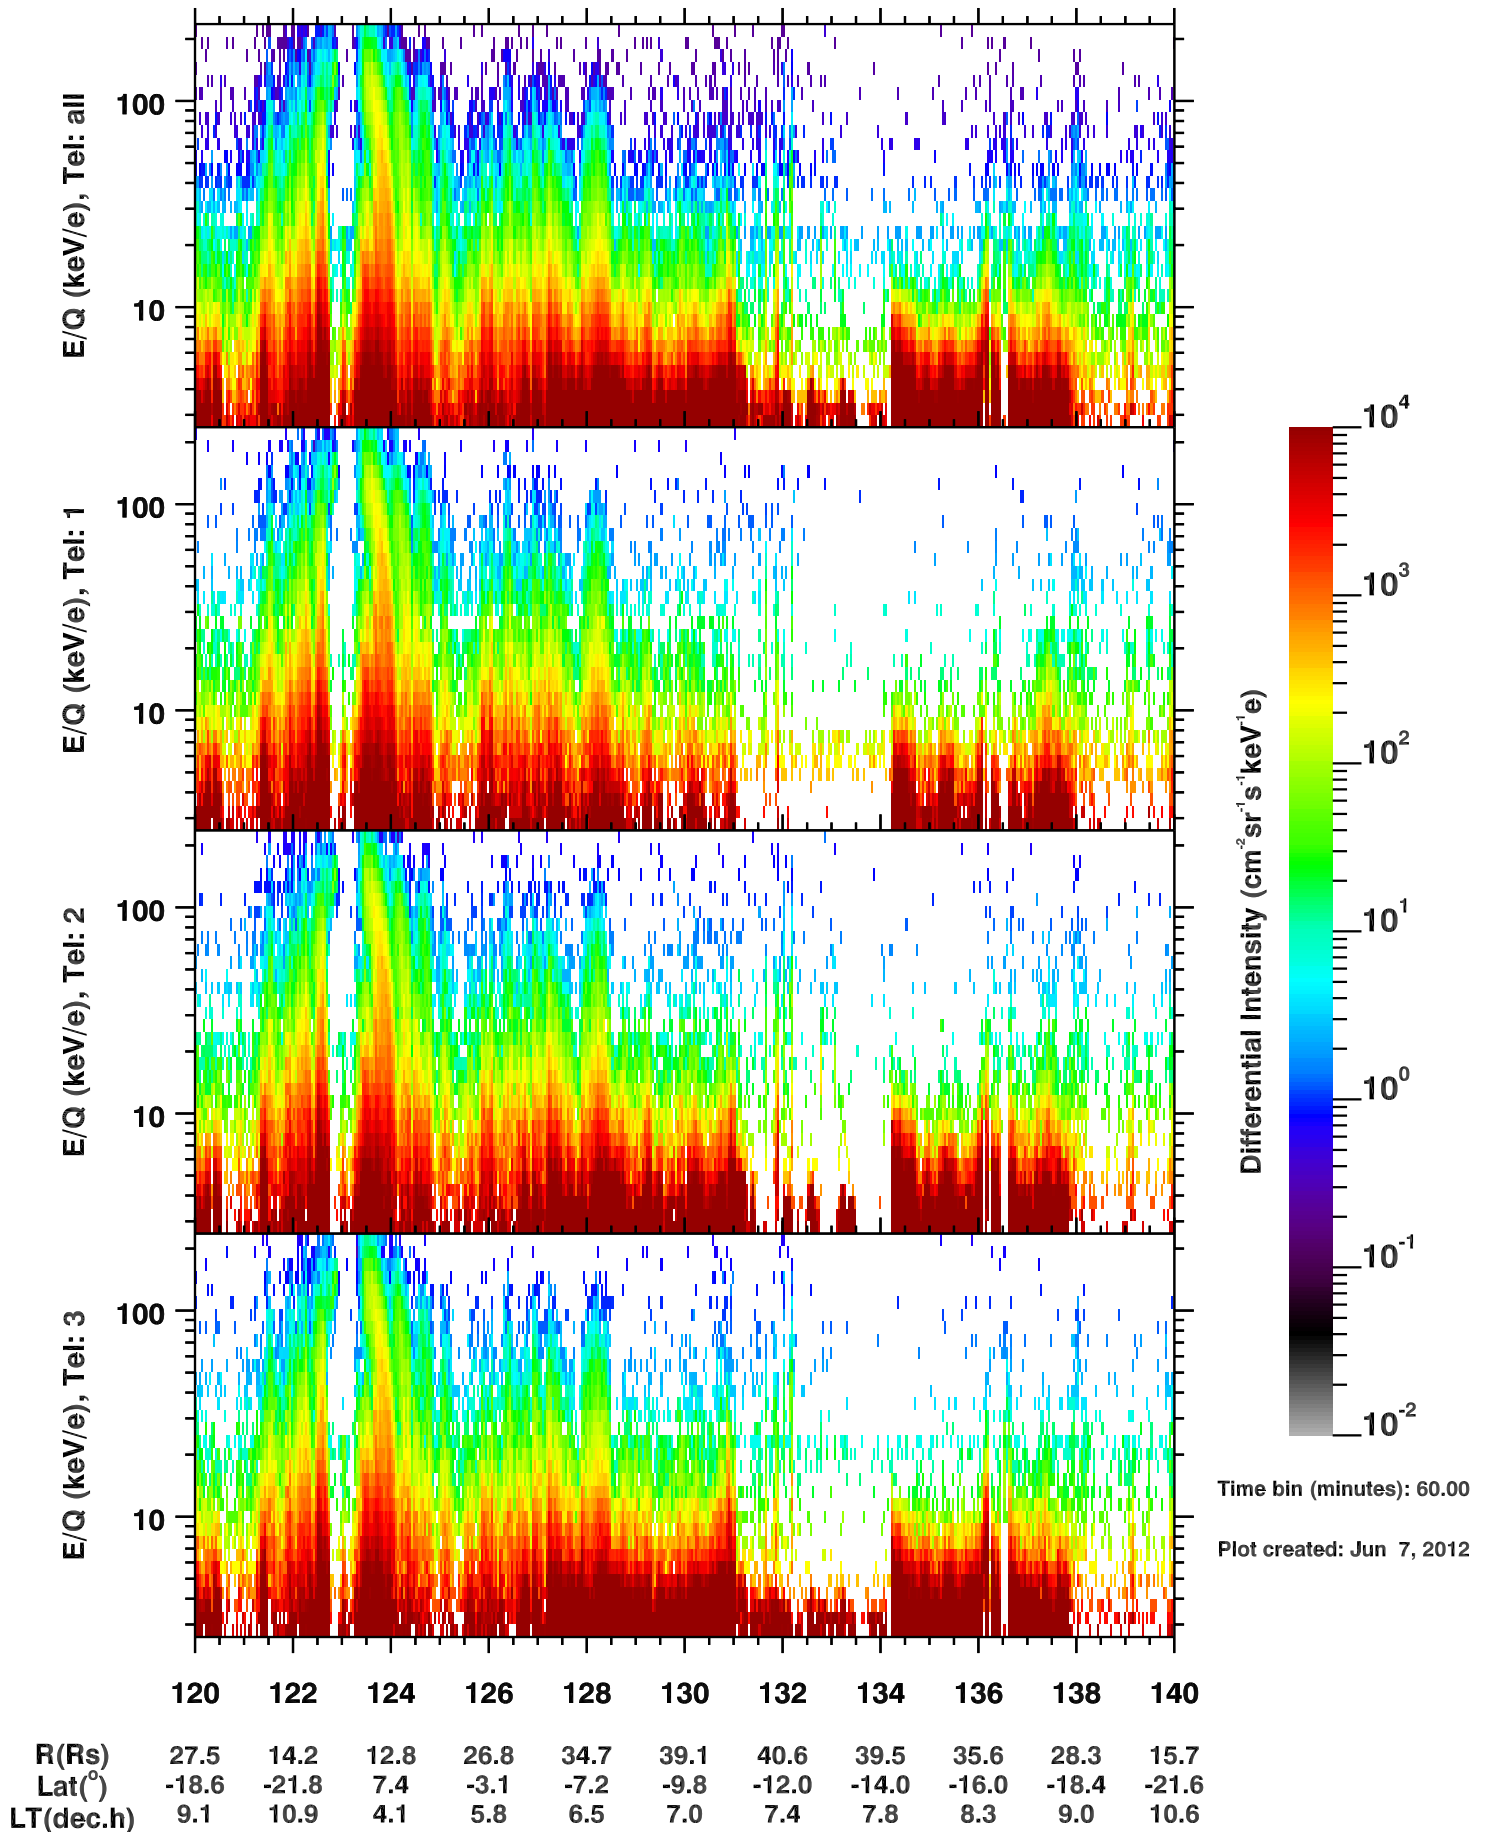 E/Q (keV/e), Tel: all
100
10
E/Q (keV/e), Tel: 1
100
10
E/Q (keV/e), Tel: 2
100
10
E/Q (keV/e), Tel: 3
100
10
10^4
10^3
10^2
10^1
10^0
10^-1
10^-2
Differential Intensity (cm^-2 sr^-1 s^-1 keV^-1 e)
Time bin (minutes): 60.00
Plot created: Jun 7, 2012
120 122 124 126 128 130 132 134 136 138 140
R(Rs) 27.5 14.2 12.8 26.8 34.7 39.1 40.6 39.5 35.6 28.3 15.7
Lat(°) -18.6 -21.8 7.4 -3.1 -7.2 -9.8 -12.0 -14.0 -16.0 -18.4 -21.6
LT(dec.h) 9.1 10.9 4.1 5.8 6.5 7.0 7.4 7.8 8.3 9.0 10.6